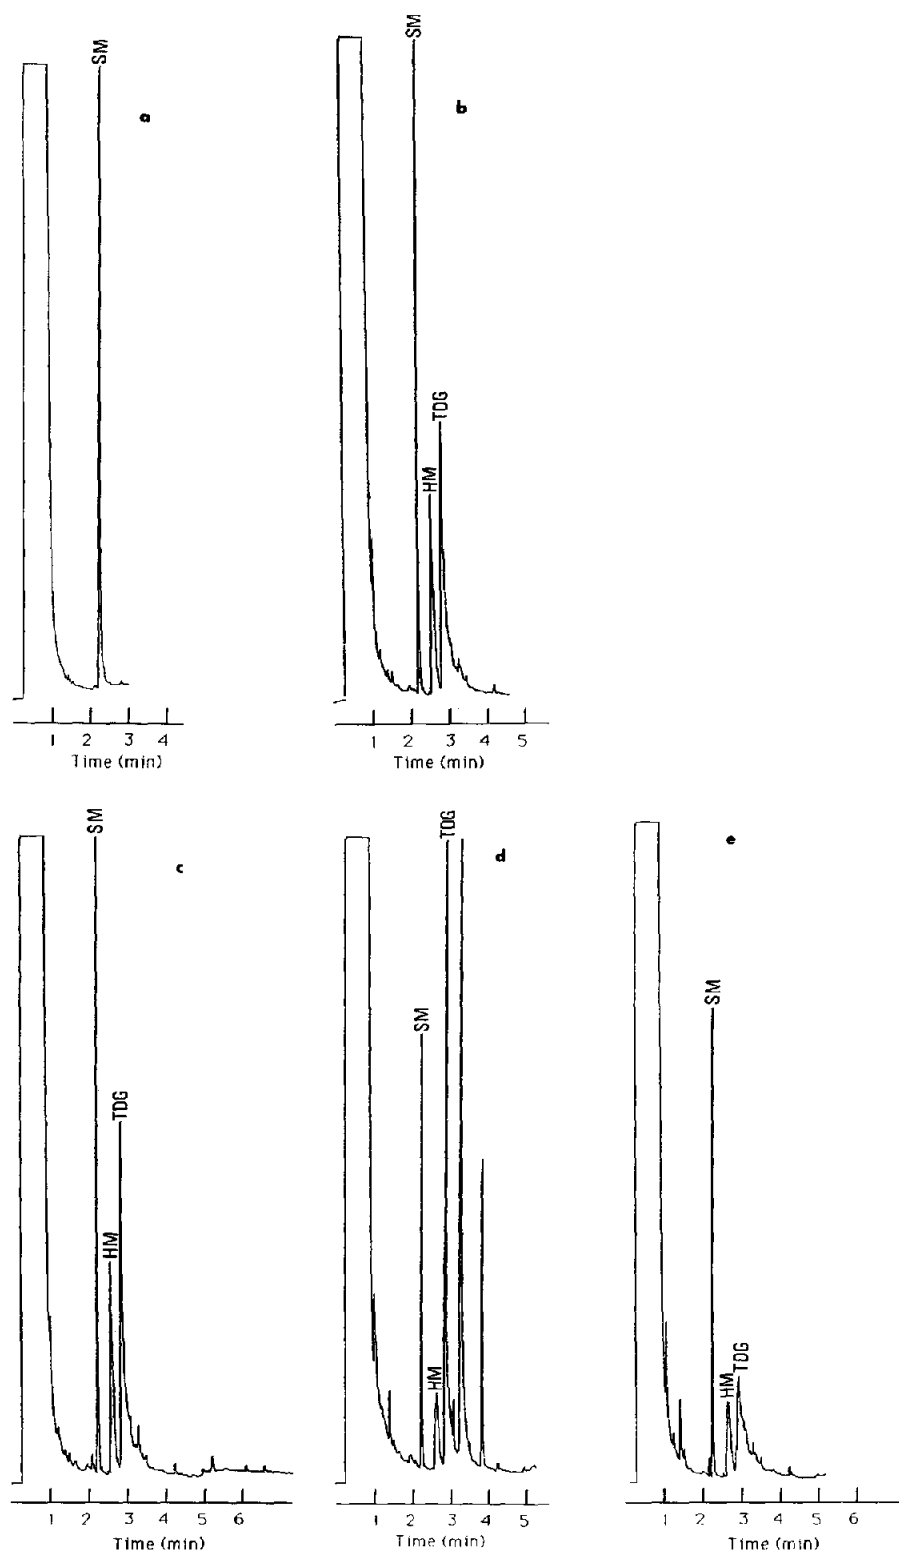 SM
a
1 2 3 4
Time (min)
SM
b
TDG
HM
1 2 3 4 5
Time (min)
SM
c
TDG
HM
1 2 3 4 5 6
Time (min)
TDG
d
SM
HM
1 2 3 4 5
Time (min)
e
SM
TDG
HM
1 2 3 4 5 6
Time (min)